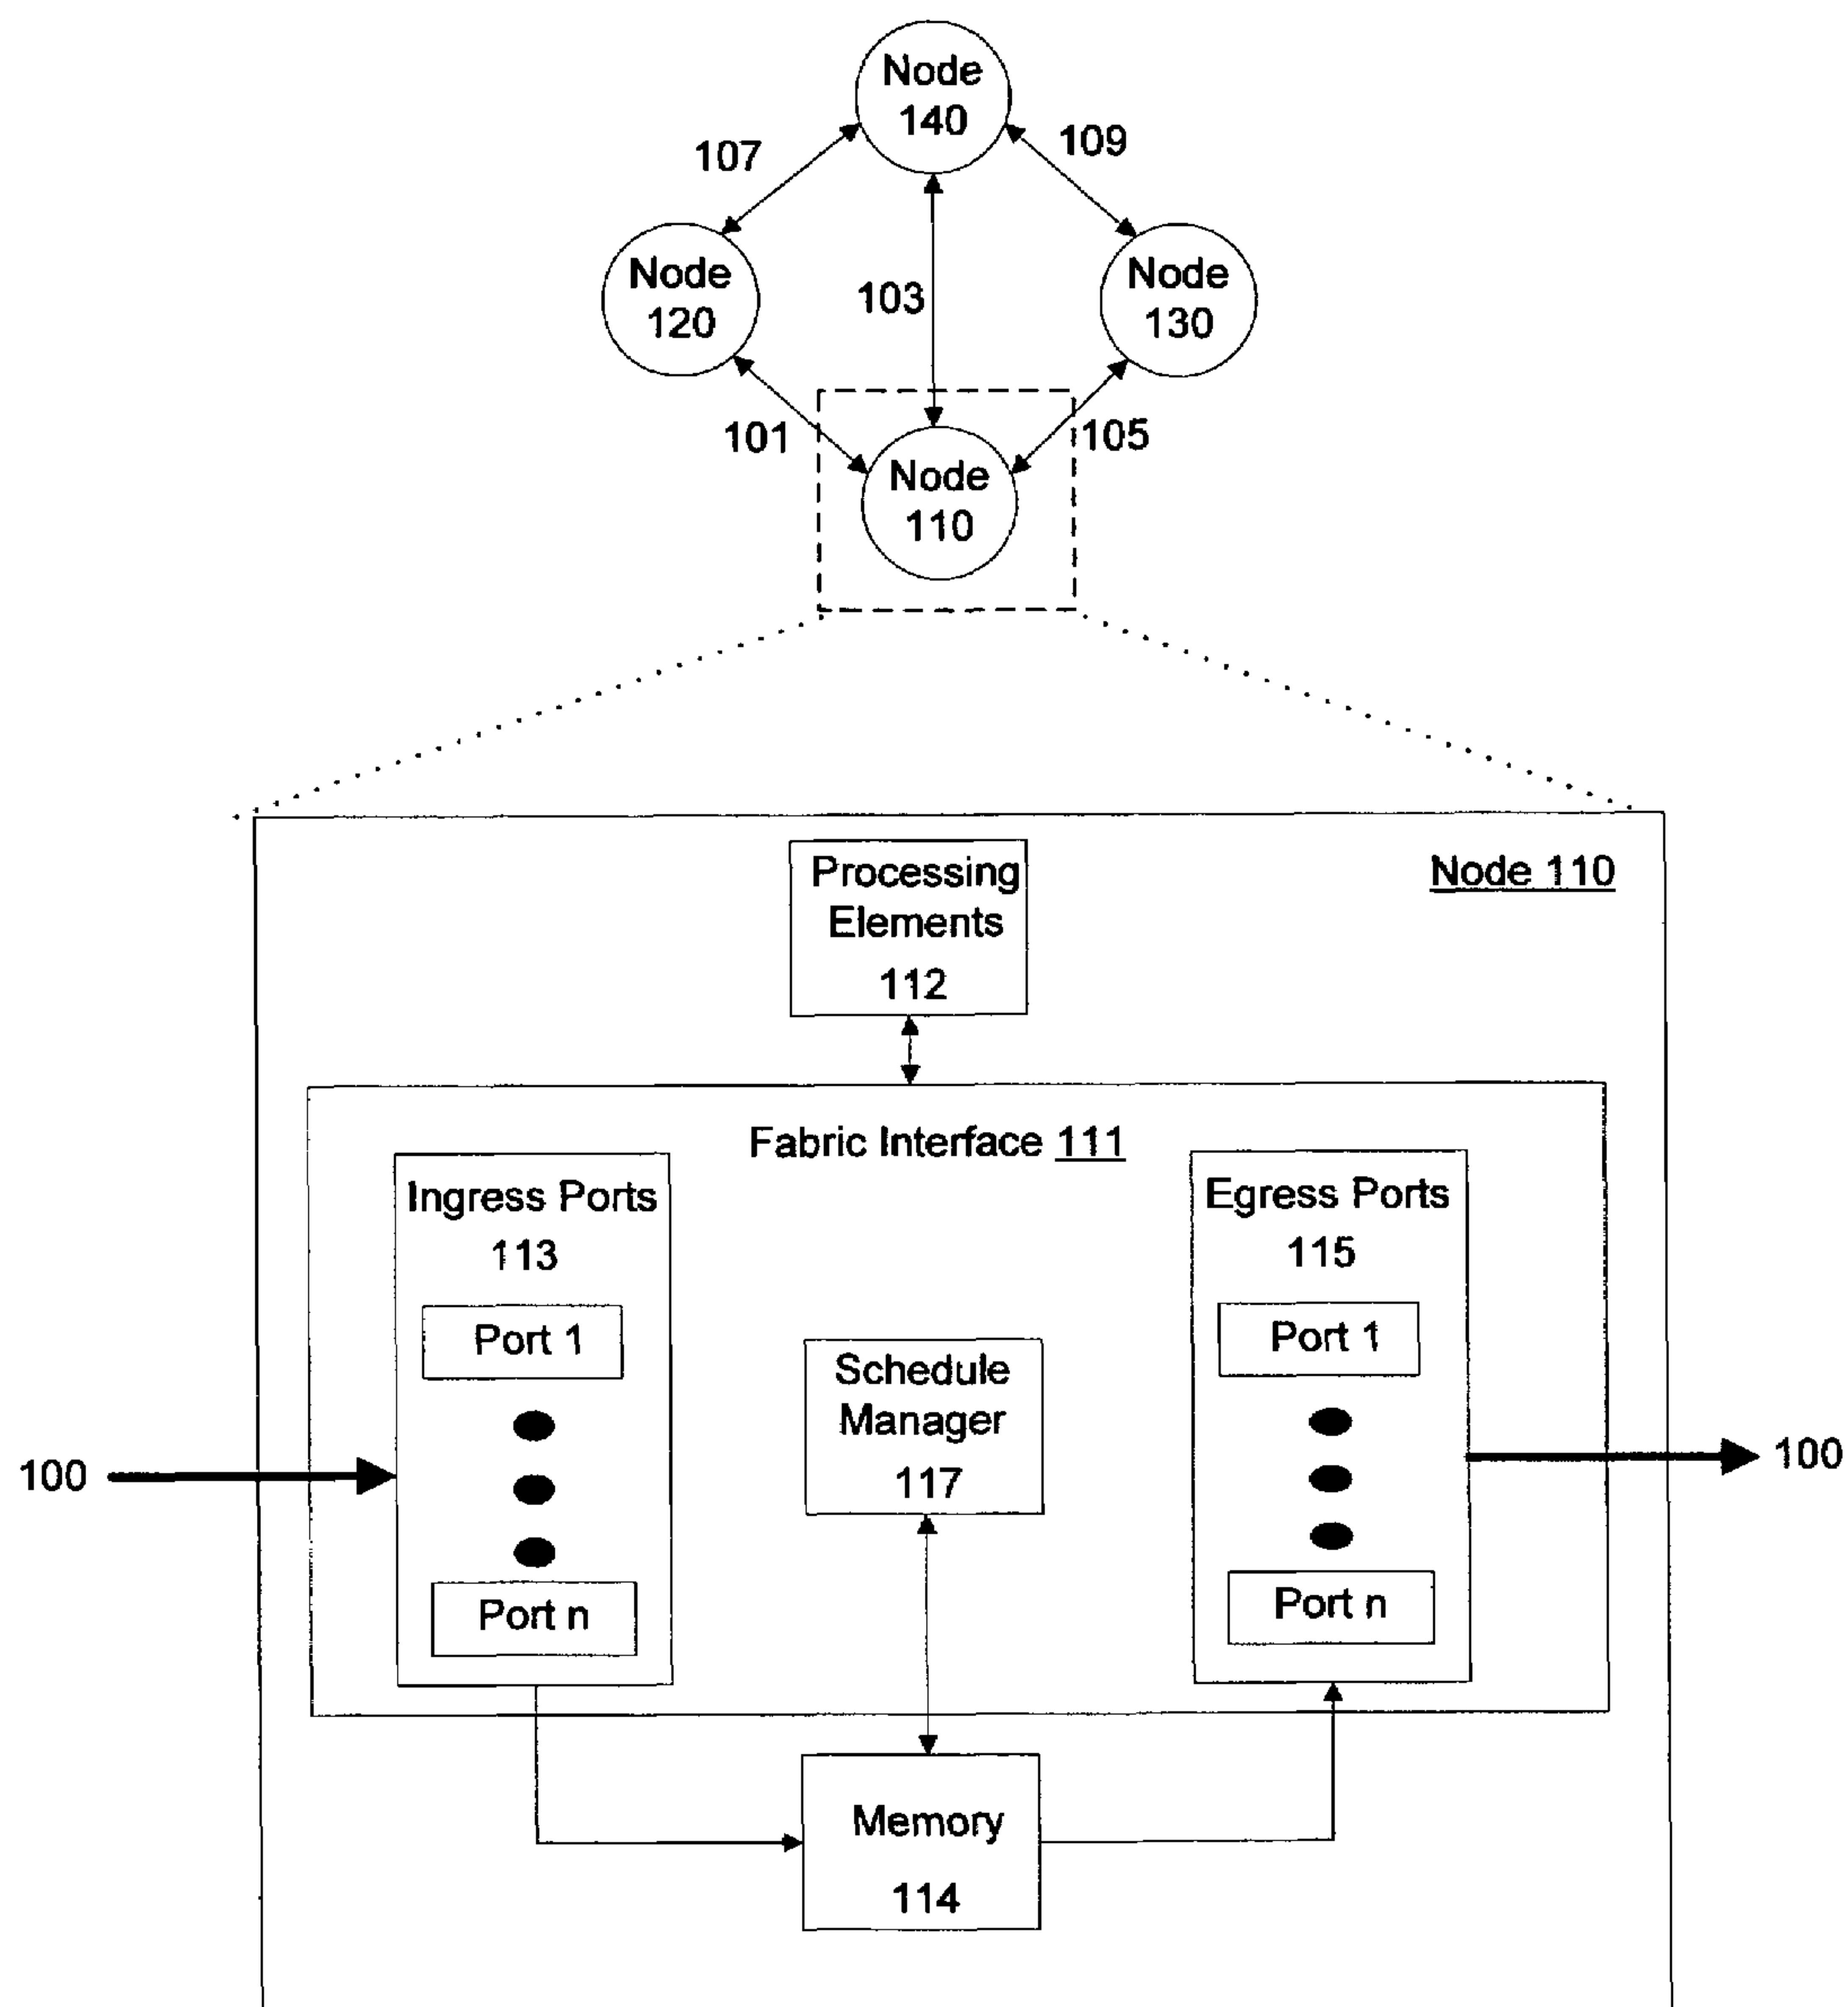 Node
140
107
109
Node
120
103
Node
130
101
105
Node
110
Processing
Elements
112
Node 110
Fabric Interface 111
Ingress Ports
113
Port 1
Port n
Egress Ports
115
Port 1
Port n
Schedule
Manager
117
100
100
Memory
114